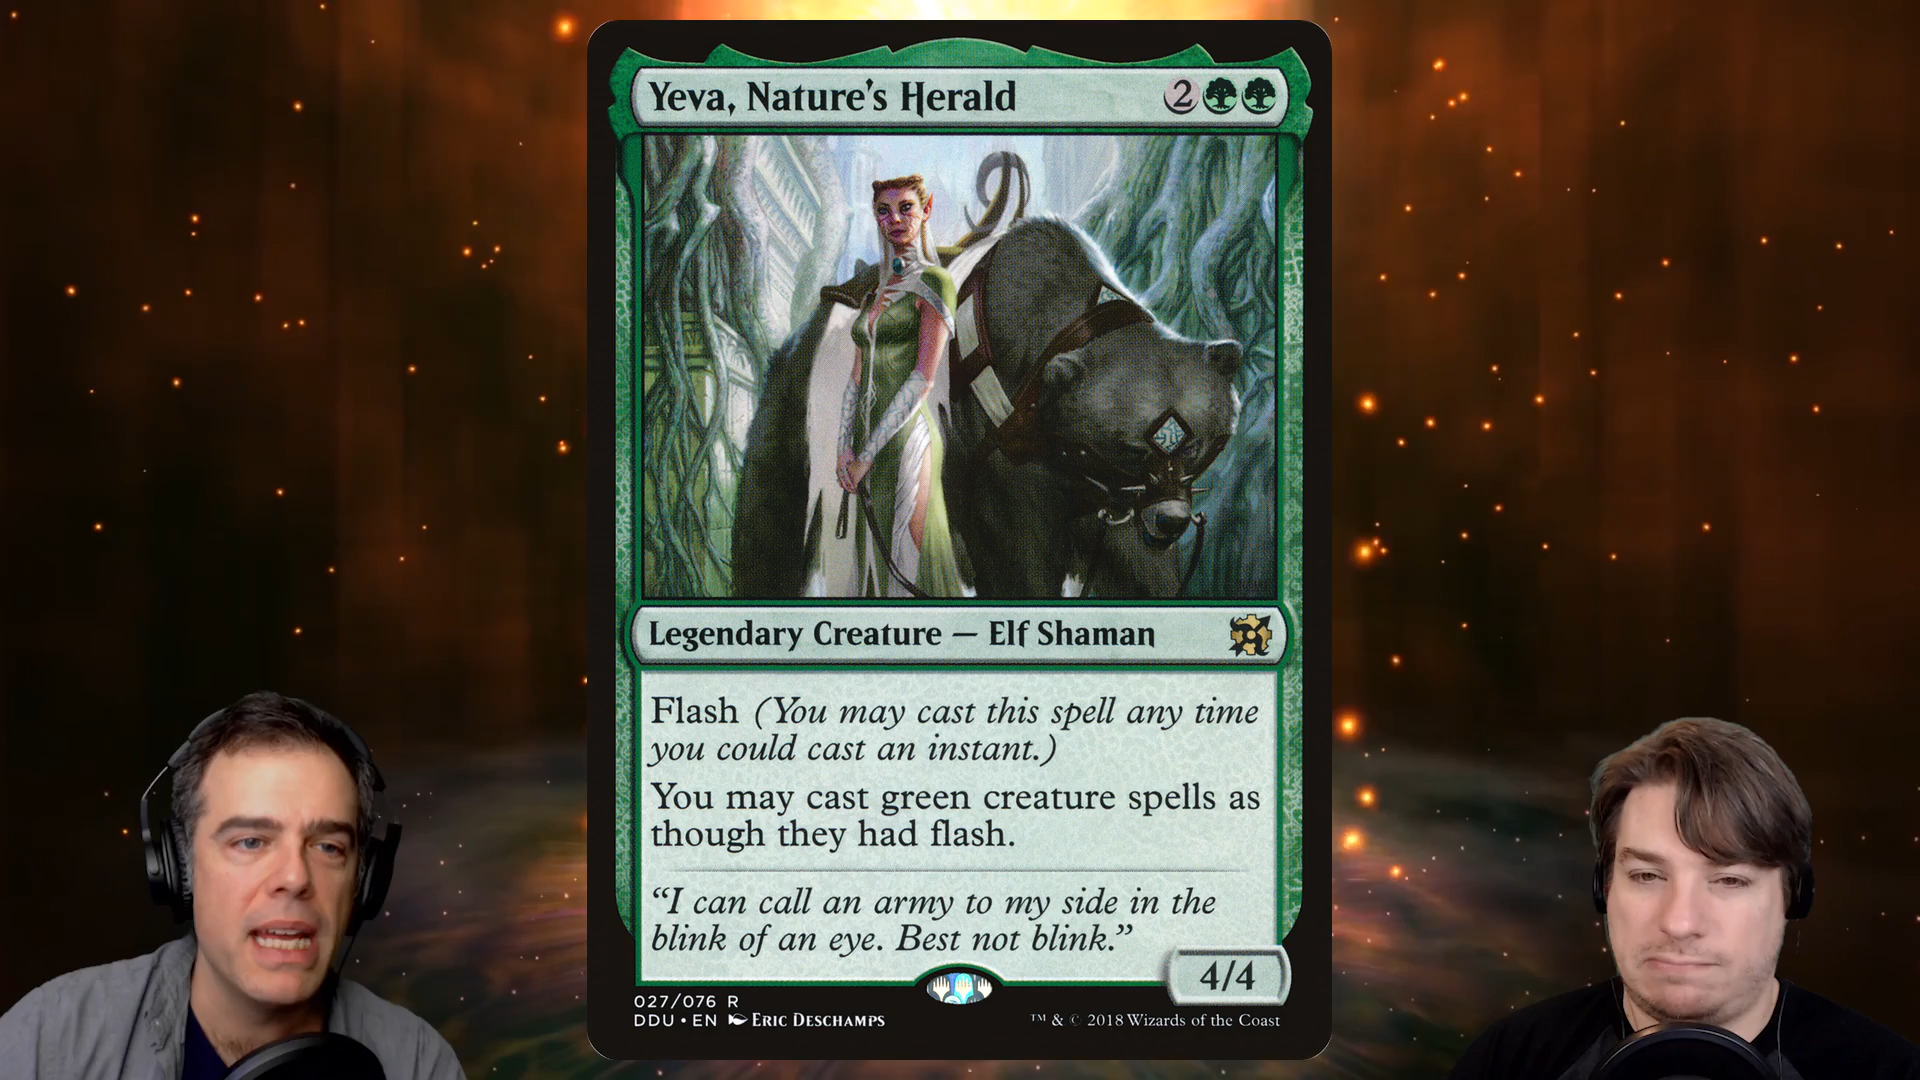 Yeva, Nature's Herald 2
Legendary Creature — Elf Shaman
Flash (You may cast this spell any time
you could cast an instant.)
You may cast green creature spells as
though they had flash.
“I can call an army to my side in the
blink of an eye. Best not blink.”
4/4
027/076 R
DDU • EN Eric Deschamps
™ & © 2018 Wizards of the Coast